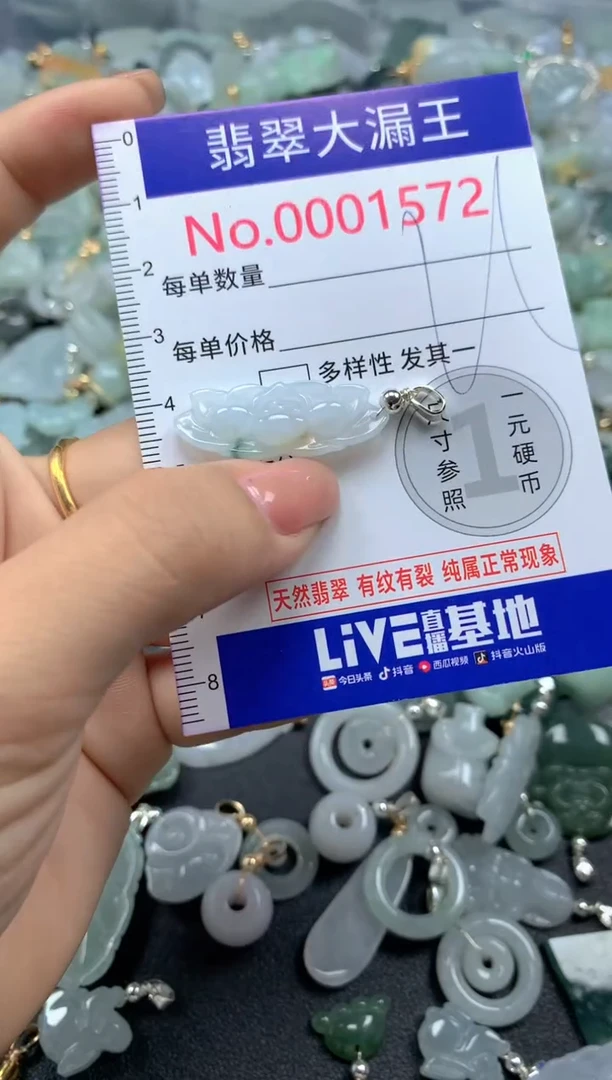 翡翠大漏王
No.0001572
每单数量
每单价格
多样性 发其一
一元硬币
1
寸参照
天然翡翠 有纹有裂 纯属正常现象
LiVE直播基地
头条 今日头条 抖音 西瓜视频 抖音火山版
0
1
2
3
4
8